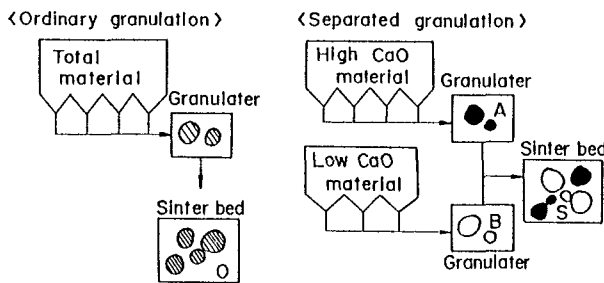 <Ordinary granulation>
Total
material
Granulater
Sinter bed
<Separated granulation>
High CaO
material
Granulater
A
Low CaO
material
B
Granulater
Sinter bed
S